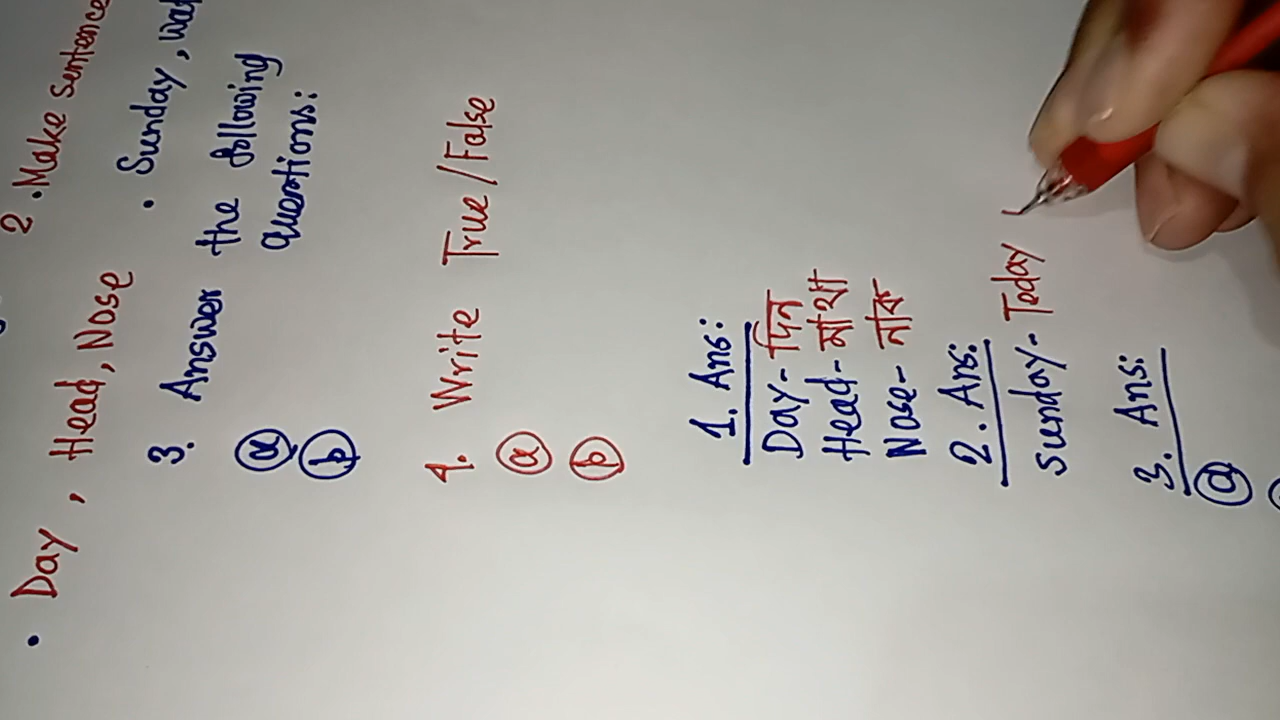 • Day, Head, Nose
2. Make sentence
• Sunday,
3. Answer the following
questions:
(a)
(b)
4. Write True/False
(a)
(b)
1. Ans:
Day- দিন
Head- মাথা
Nose- নাক
2. Ans:
Sunday- Today
3. Ans:
(a)